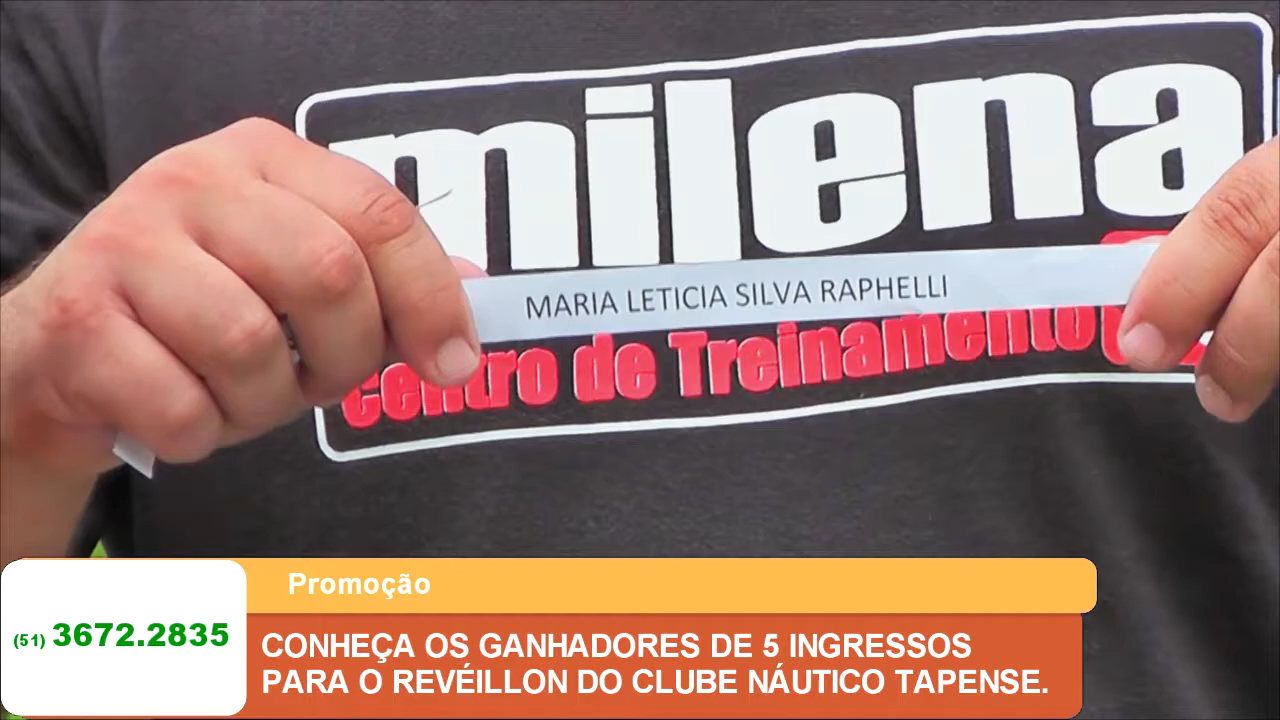 milena
MARIA LETICIA SILVA RAPHELLI
Centro de Treinamento
Promoção
(51) 3672.2835
CONHEÇA OS GANHADORES DE 5 INGRESSOS
PARA O REVÉILLON DO CLUBE NÁUTICO TAPENSE.